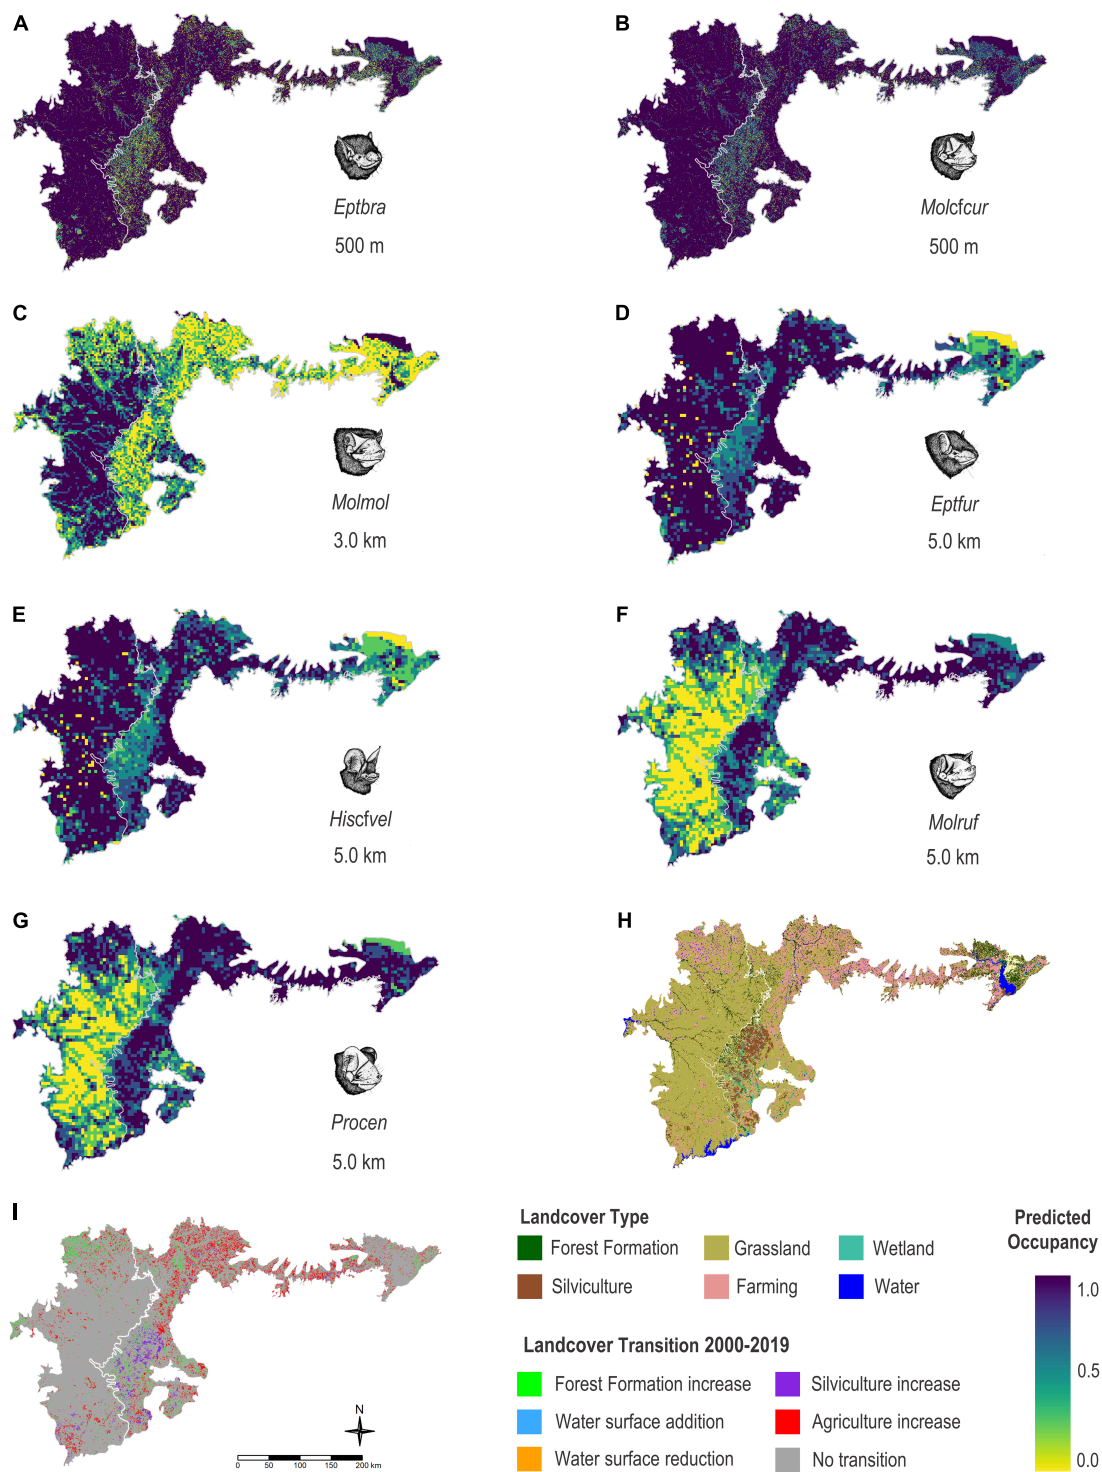 A
B
Eptbra
500 m
Molcfcur
500 m
C
D
Molmol
3.0 km
Eptfur
5.0 km
E
F
Hiscfvel
5.0 km
Molruf
5.0 km
G
H
Procen
5.0 km
I
N
0 50 100 150 200 km
Landcover Type
Forest Formation Grassland Wetland
Silviculture Farming Water
Landcover Transition 2000-2019
Forest Formation increase Silviculture increase
Water surface addition Agriculture increase
Water surface reduction No transition
Predicted
Occupancy
1.0
0.5
0.0